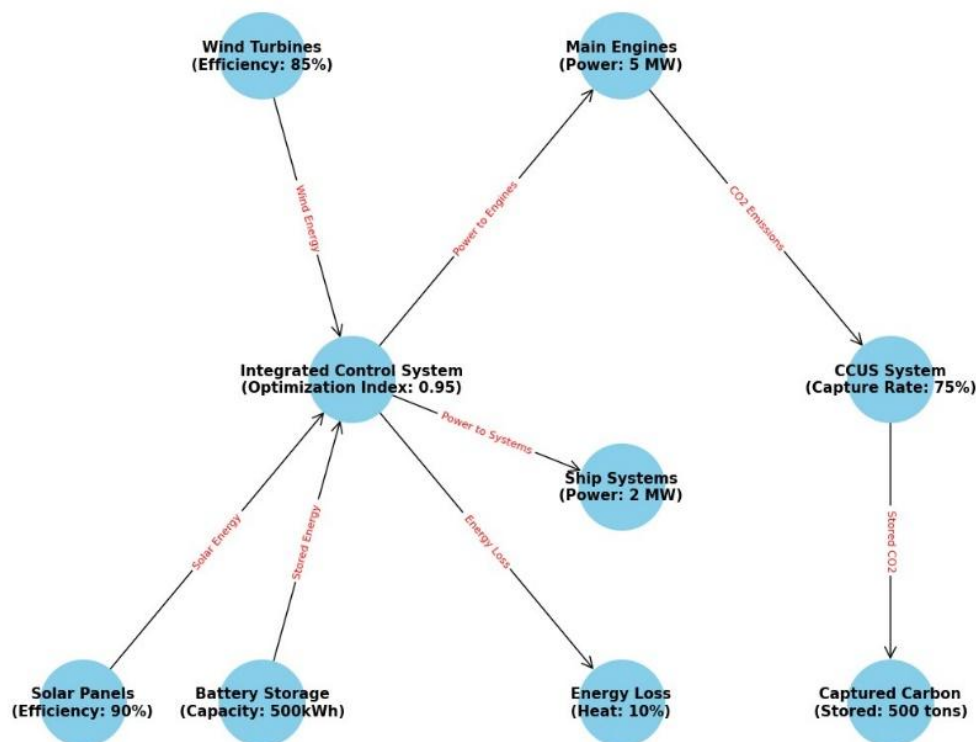 Wind Turbines
(Efficiency: 85%)
Main Engines
(Power: 5 MW)
Wind Energy
Power to Engines
CO2 Emissions
Integrated Control System
(Optimization Index: 0.95)
CCUS System
(Capture Rate: 75%)
Power to Systems
Ship Systems
(Power: 2 MW)
Solar Energy
Stored Energy
Energy Loss
Stored CO2
Solar Panels
(Efficiency: 90%)
Battery Storage
(Capacity: 500kWh)
Energy Loss
(Heat: 10%)
Captured Carbon
(Stored: 500 tons)